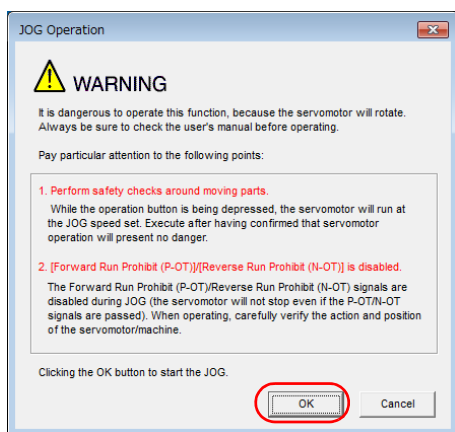 JOG Operation
WARNING
It is dangerous to operate this function, because the servomotor will rotate.
Always be sure to check the user's manual before operating.
Pay particular attention to the following points:
1. Perform safety checks around moving parts.
While the operation button is being depressed, the servomotor will run at
the JOG speed set. Execute after having confirmed that servomotor
operation will present no danger.
2. [Forward Run Prohibit (P-OT)]/[Reverse Run Prohibit (N-OT)] is disabled.
The Forward Run Prohibit (P-OT)/Reverse Run Prohibit (N-OT) signals are
disabled during JOG (the servomotor will not stop even if the P-OT/N-OT
signals are passed). When operating, carefully verify the action and position
of the servomotor/machine.
Clicking the OK button to start the JOG.
OK
Cancel